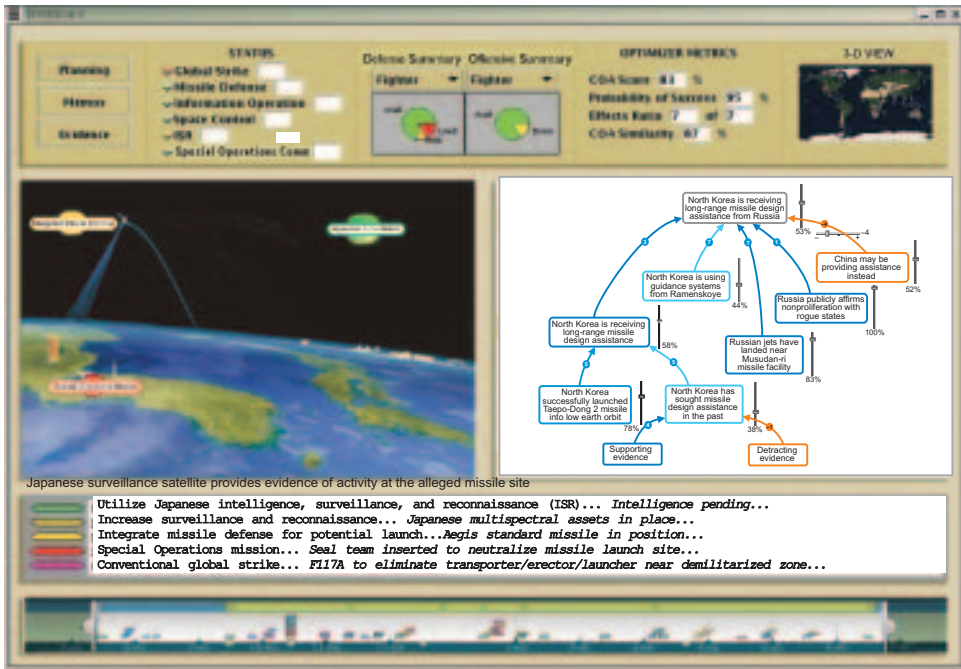 Planning
Evidence
STATUS
Global Strike
Missile Defense
Information Operation
Space Control
ISR
Special Operations Comm
Defense Summary
Offensive Summary
Fighter
Fighter
OPTIMIZER METRICS
COA Score
%
Probability of Success 95 %
Effects Ratio 7 of 7
COA Similarity 67 %
3-D VIEW
North Korea is receiving
long-range missile design
assistance from Russia
53%
-4
China may be
providing assistance
instead
52%
North Korea is using
guidance systems
from Ramenskoye
44%
Russia publicly affirms
nonproliferation with
rogue states
100%
North Korea is receiving
long-range missile
design assistance
58%
Russian jets have
landed near
Musudan-ri
missile facility
83%
North Korea
successfully launched
Taepo-Dong 2 missile
into low earth orbit
78%
North Korea has
sought missile
design assistance
in the past
38%
Supporting
evidence
Detracting
evidence
Japanese surveillance satellite provides evidence of activity at the alleged missile site
Utilize Japanese intelligence, surveillance, and reconnaissance (ISR)... Intelligence pending...
Increase surveillance and reconnaissance... Japanese multispectral assets in place...
Integrate missile defense for potential launch...Aegis standard missile in position...
Special Operations mission... Seal team inserted to neutralize missile launch site...
Conventional global strike... F117A to eliminate transporter/erector/launcher near demilitarized zone...